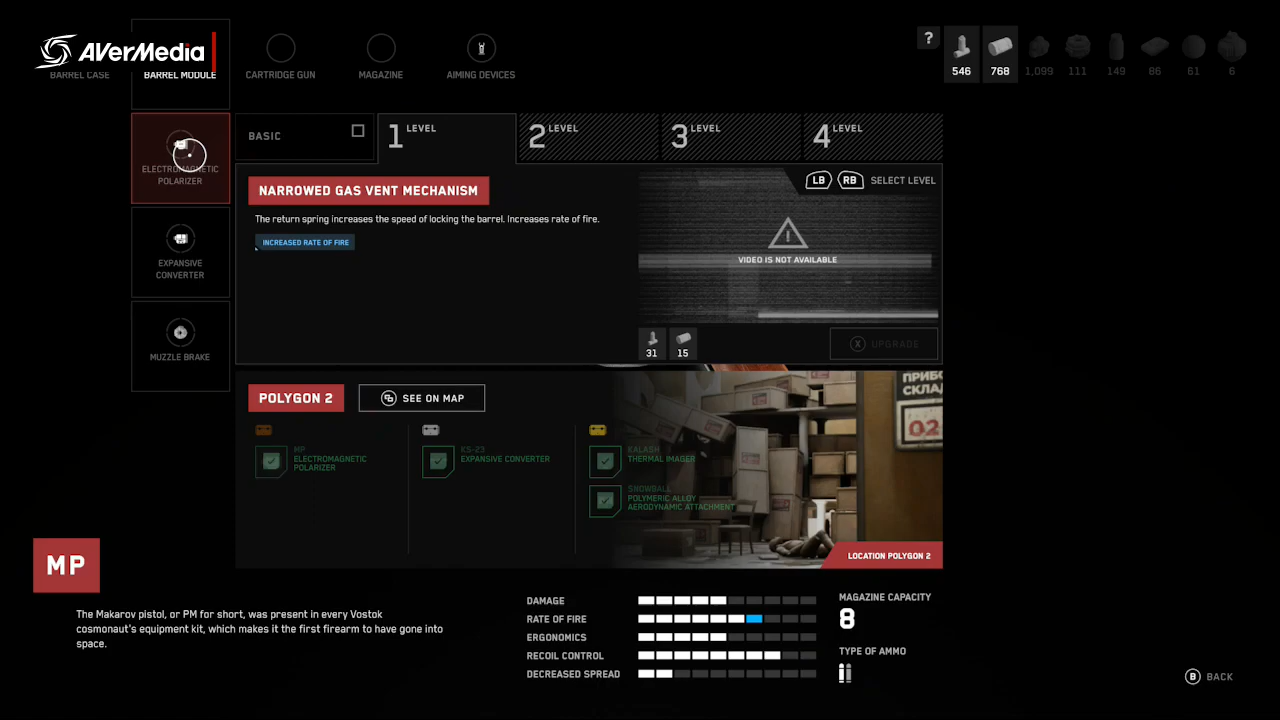 AVerMedia
BARREL CASE
BARREL MODULE
CARTRIDGE GUN
MAGAZINE
AIMING DEVICES
?
546
768
1,099
111
149
86
61
6
ELECTROMAGNETIC
POLARIZER
EXPANSIVE
CONVERTER
MUZZLE BRAKE
BASIC
1 LEVEL
2 LEVEL
3 LEVEL
4 LEVEL
NARROWED GAS VENT MECHANISM
LB RB SELECT LEVEL
The return spring increases the speed of locking the barrel. Increases rate of fire.
INCREASED RATE OF FIRE
!
VIDEO IS NOT AVAILABLE
31
15
X UPGRADE
POLYGON 2
SEE ON MAP
MP
ELECTROMAGNETIC
POLARIZER
KS-23
EXPANSIVE CONVERTER
KALASH
THERMAL IMAGER
SNOWBALL
POLYMERIC ALLOY
AERODYNAMIC ATTACHMENT
ПРИБО
СКЛАД
02
LOCATION POLYGON 2
MP
The Makarov pistol, or PM for short, was present in every Vostok
cosmonaut's equipment kit, which makes it the first firearm to have gone into
space.
DAMAGE
RATE OF FIRE
ERGONOMICS
RECOIL CONTROL
DECREASED SPREAD
MAGAZINE CAPACITY
8
TYPE OF AMMO
B BACK